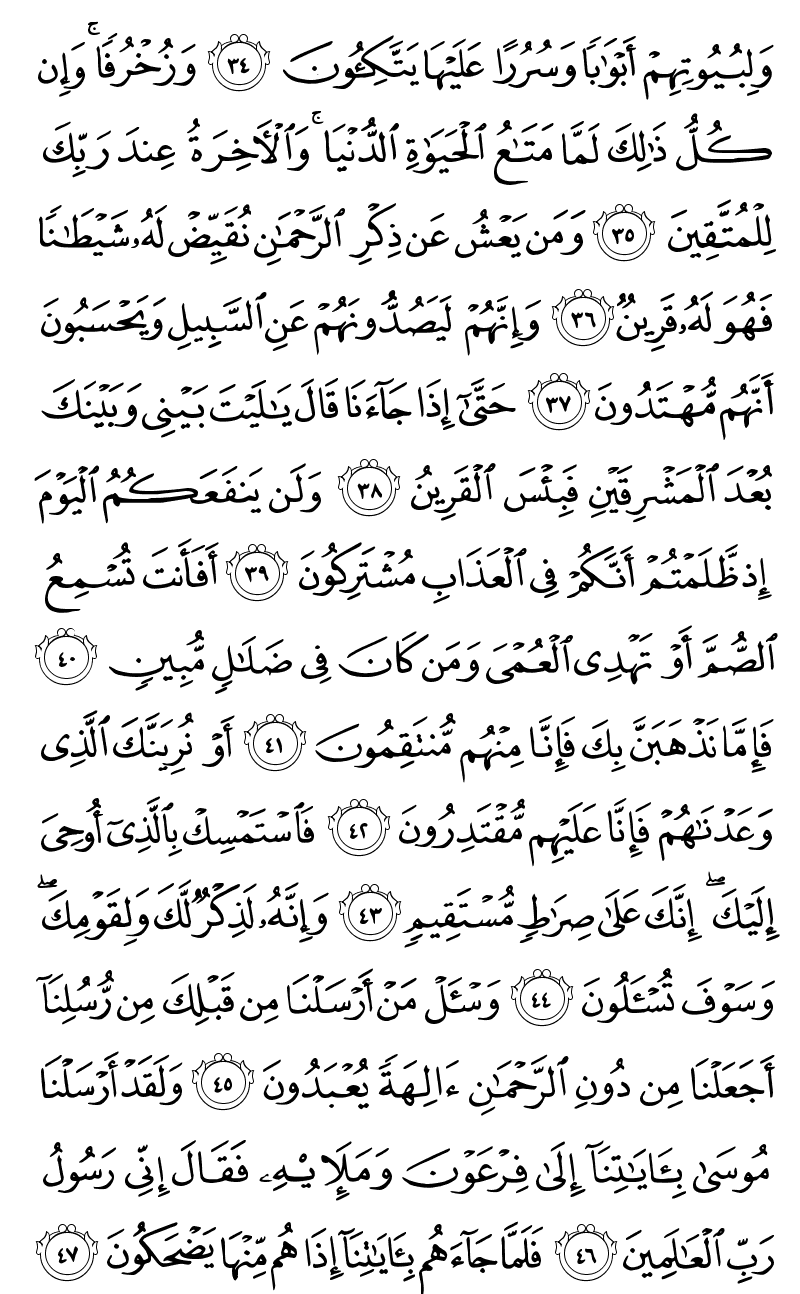 وَلِبُيُوتِهِمْ أَبْوَٰبًا وَسُرُرًا عَلَيْهَا يَتَّكِـُٔونَ ٣٤ وَزُخْرُفًا ۚ وَإِن
كُلُّ ذَٰلِكَ لَمَّا مَتَـٰعُ ٱلْحَيَوٰةِ ٱلدُّنْيَا ۚ وَٱلْـَٔاخِرَةُ عِندَ رَبِّكَ
لِلْمُتَّقِينَ ٣٥ وَمَن يَعْشُ عَن ذِكْرِ ٱلرَّحْمَـٰنِ نُقَيِّضْ لَهُۥ شَيْطَـٰنًا
فَهُوَ لَهُۥ قَرِينٌ ٣٦ وَإِنَّهُمْ لَيَصُدُّونَهُمْ عَنِ ٱلسَّبِيلِ وَيَحْسَبُونَ
أَنَّهُم مُّهْتَدُونَ ٣٧ حَتَّىٰٓ إِذَا جَآءَنَا قَالَ يَـٰلَيْتَ بَيْنِى وَبَيْنَكَ
بُعْدَ ٱلْمَشْرِقَيْنِ فَبِئْسَ ٱلْقَرِينُ ٣٨ وَلَن يَنفَعَكُمُ ٱلْيَوْمَ
إِذ ظَّلَمْتُمْ أَنَّكُمْ فِى ٱلْعَذَابِ مُشْتَرِكُونَ ٣٩ أَفَأَنتَ تُسْمِعُ
ٱلصُّمَّ أَوْ تَهْدِى ٱلْعُمْىَ وَمَن كَانَ فِى ضَلَـٰلٍ مُّبِينٍ ٤٠
فَإِمَّا نَذْهَبَنَّ بِكَ فَإِنَّا مِنْهُم مُّنتَقِمُونَ ٤١ أَوْ نُرِيَنَّكَ ٱلَّذِى
وَعَدْنَـٰهُمْ فَإِنَّا عَلَيْهِم مُّقْتَدِرُونَ ٤٢ فَٱسْتَمْسِكْ بِٱلَّذِىٓ أُوحِىَ
إِلَيْكَ ۖ إِنَّكَ عَلَىٰ صِرَٰطٍ مُّسْتَقِيمٍ ٤٣ وَإِنَّهُۥ لَذِكْرٌ لَّكَ وَلِقَوْمِكَ ۖ
وَسَوْفَ تُسْـَٔلُونَ ٤٤ وَسْـَٔلْ مَنْ أَرْسَلْنَا مِن قَبْلِكَ مِن رُّسُلِنَآ
أَجَعَلْنَا مِن دُونِ ٱلرَّحْمَـٰنِ ءَالِهَةً يُعْبَدُونَ ٤٥ وَلَقَدْ أَرْسَلْنَا
مُوسَىٰ بِـَٔايَـٰتِنَآ إِلَىٰ فِرْعَوْنَ وَمَلَإِي۟هِۦ فَقَالَ إِنِّى رَسُولُ
رَبِّ ٱلْعَـٰلَمِينَ ٤٦ فَلَمَّا جَآءَهُم بِـَٔايَـٰتِنَآ إِذَا هُم مِّنْهَا يَضْحَكُونَ ٤٧